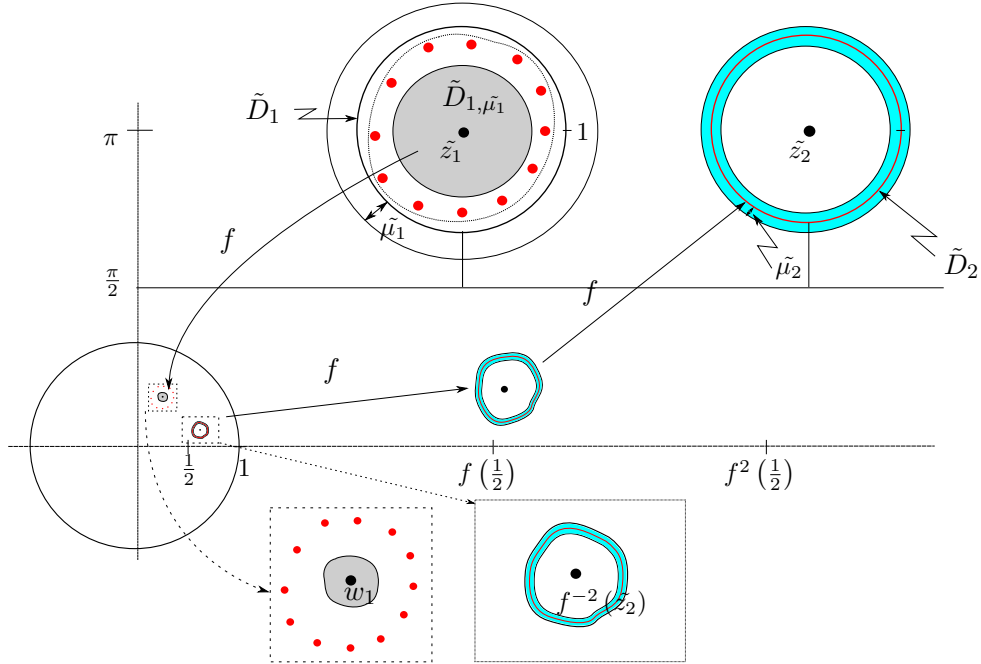 D̃₁
D̃₁,μ̃₁
z̃₁
1
z̃₂
π
μ̃₁
f
μ̃₂
D̃₂
π/2
f
f
1/2
1
f (1/2)
f² (1/2)
w₁
f⁻² (z̃₂)